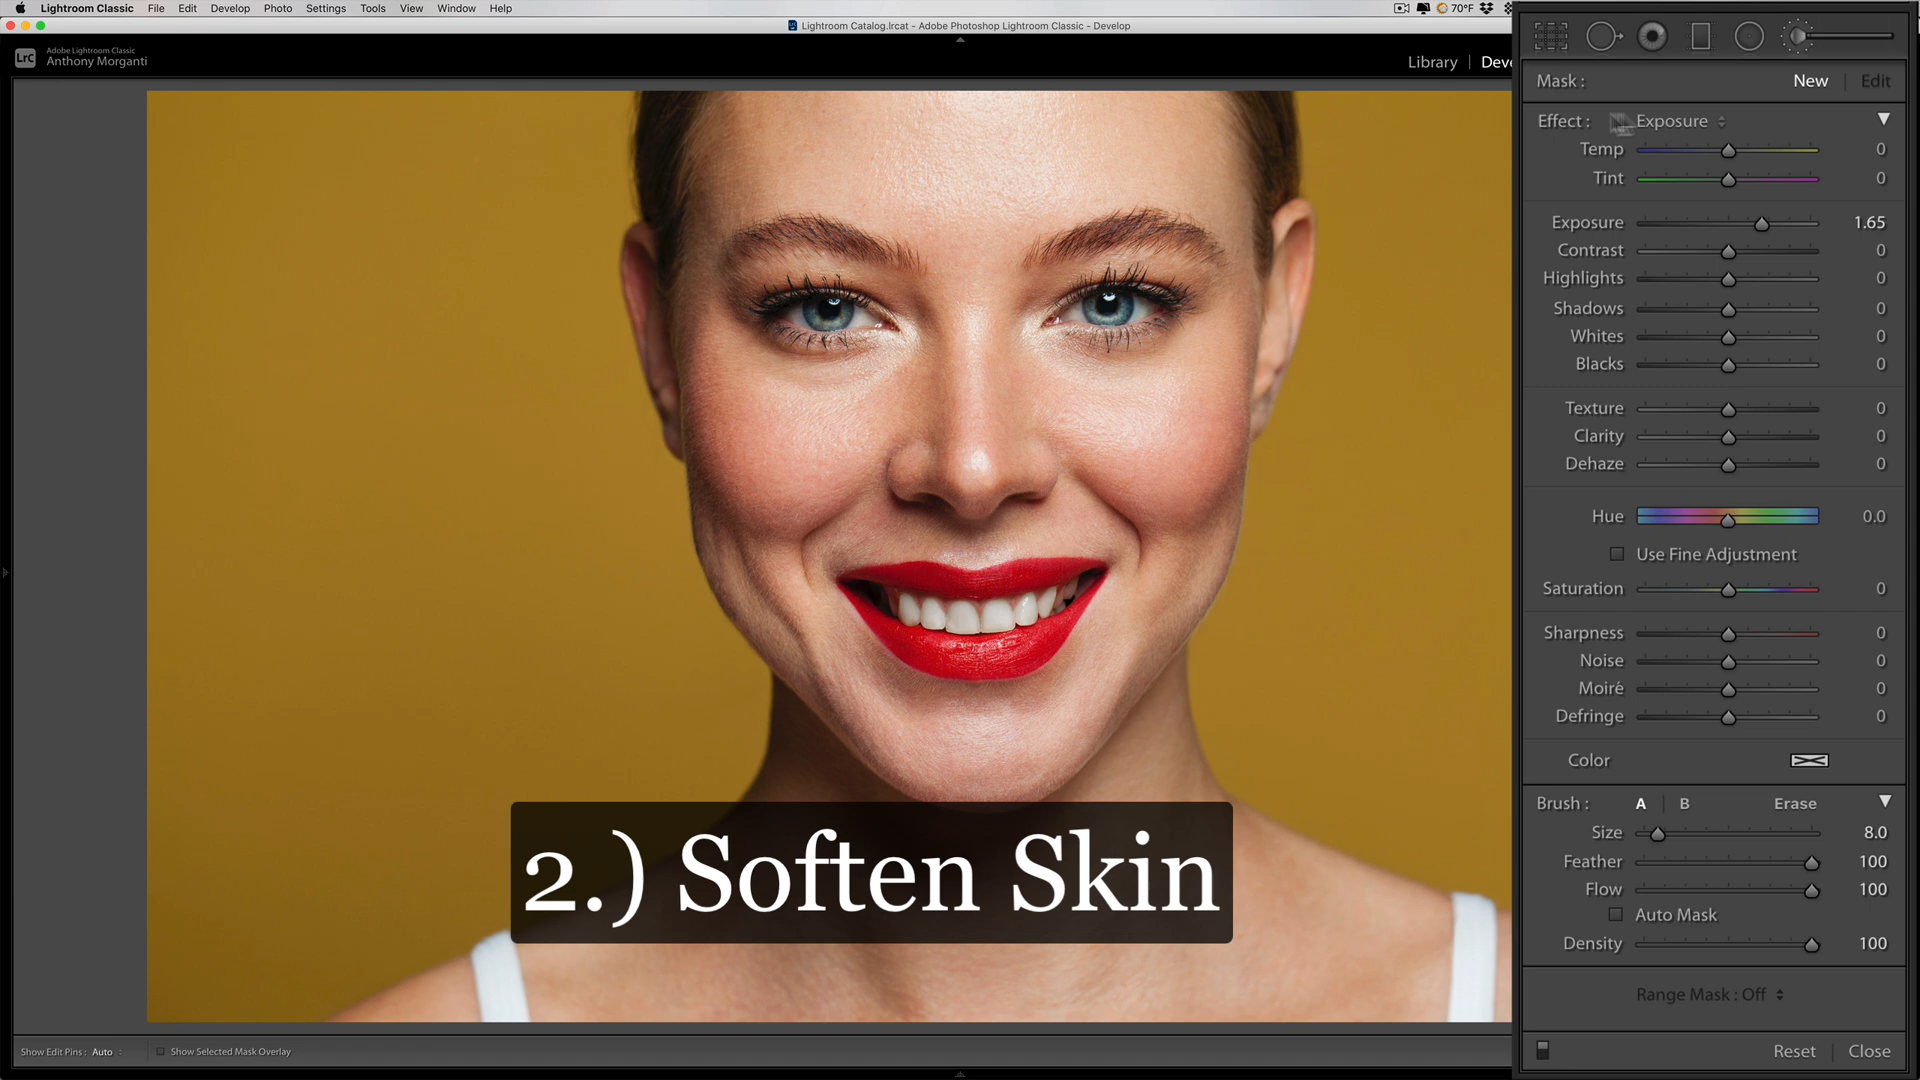 Lightroom Classic File Edit Develop Photo Settings Tools View Window Help 70°F
Lightroom Catalog.lrcat - Adobe Photoshop Lightroom Classic - Develop
LrC
Adobe Lightroom Classic
Anthony Morganti
Library | Deve
Mask : New | Edit
Effect : Exposure
Temp 0
Tint 0
Exposure 1.65
Contrast 0
Highlights 0
Shadows 0
Whites 0
Blacks 0
Texture 0
Clarity 0
Dehaze 0
Hue 0.0
Use Fine Adjustment
Saturation 0
Sharpness 0
Noise 0
Moiré 0
Defringe 0
Color
Brush : A | B Erase
Size 8.0
Feather 100
Flow 100
Auto Mask
Density 100
Range Mask : Off
Reset | Close
2.) Soften Skin
Show Edit Pins : Auto Show Selected Mask Overlay